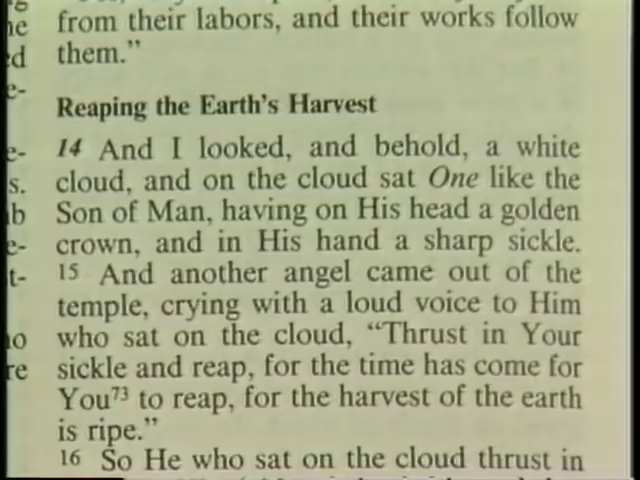 from their labors, and their works follow
them."
Reaping the Earth's Harvest
14 And I looked, and behold, a white
cloud, and on the cloud sat One like the
Son of Man, having on His head a golden
crown, and in His hand a sharp sickle.
15 And another angel came out of the
temple, crying with a loud voice to Him
who sat on the cloud, "Thrust in Your
sickle and reap, for the time has come for
You73 to reap, for the harvest of the earth
is ripe."
16 So He who sat on the cloud thrust in